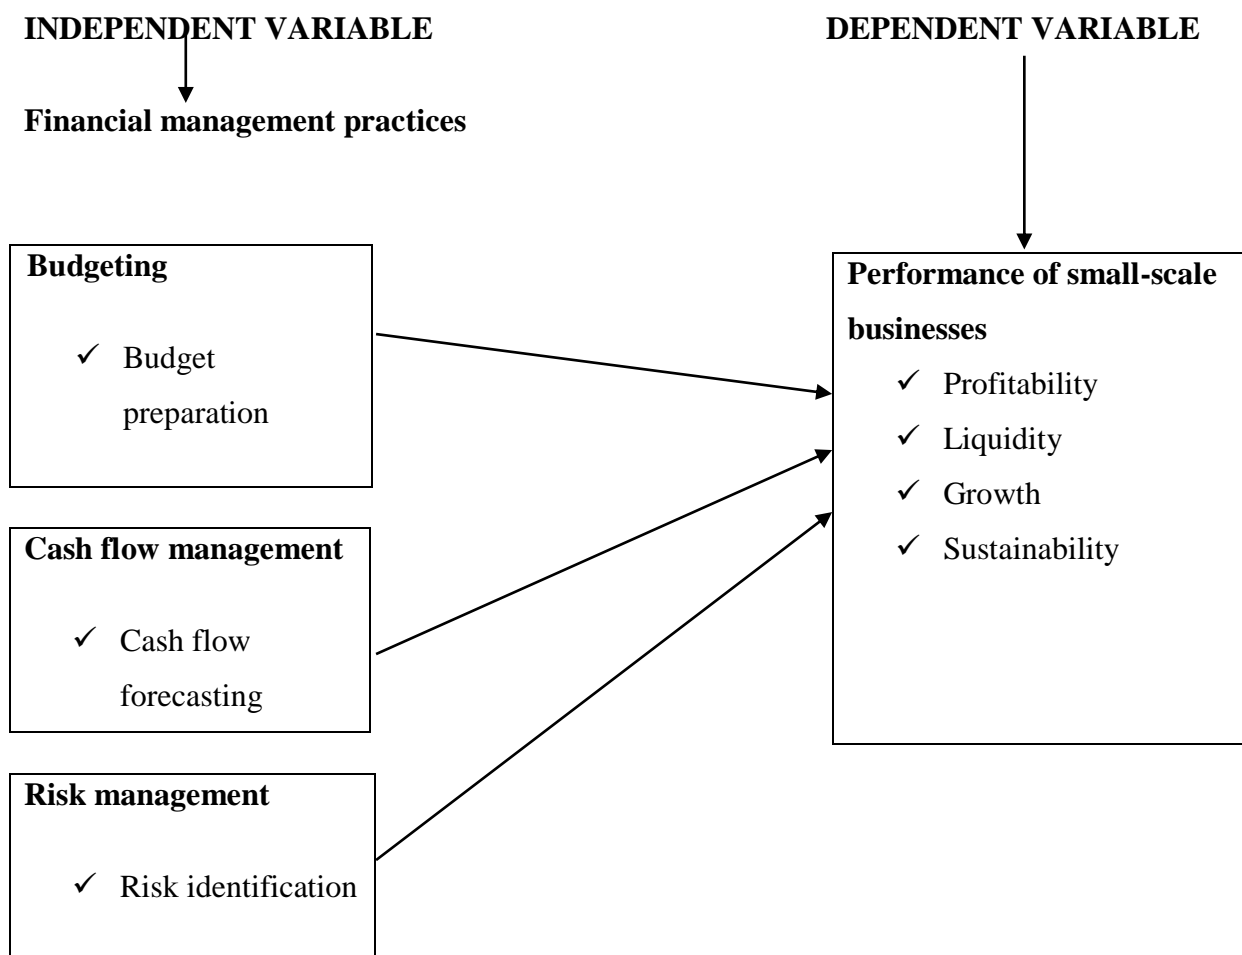 INDEPENDENT VARIABLE
DEPENDENT VARIABLE
Financial management practices
Budgeting
✓ Budget
preparation
Cash flow management
✓ Cash flow
forecasting
Risk management
✓ Risk identification
Performance of small-scale
businesses
✓ Profitability
✓ Liquidity
✓ Growth
✓ Sustainability